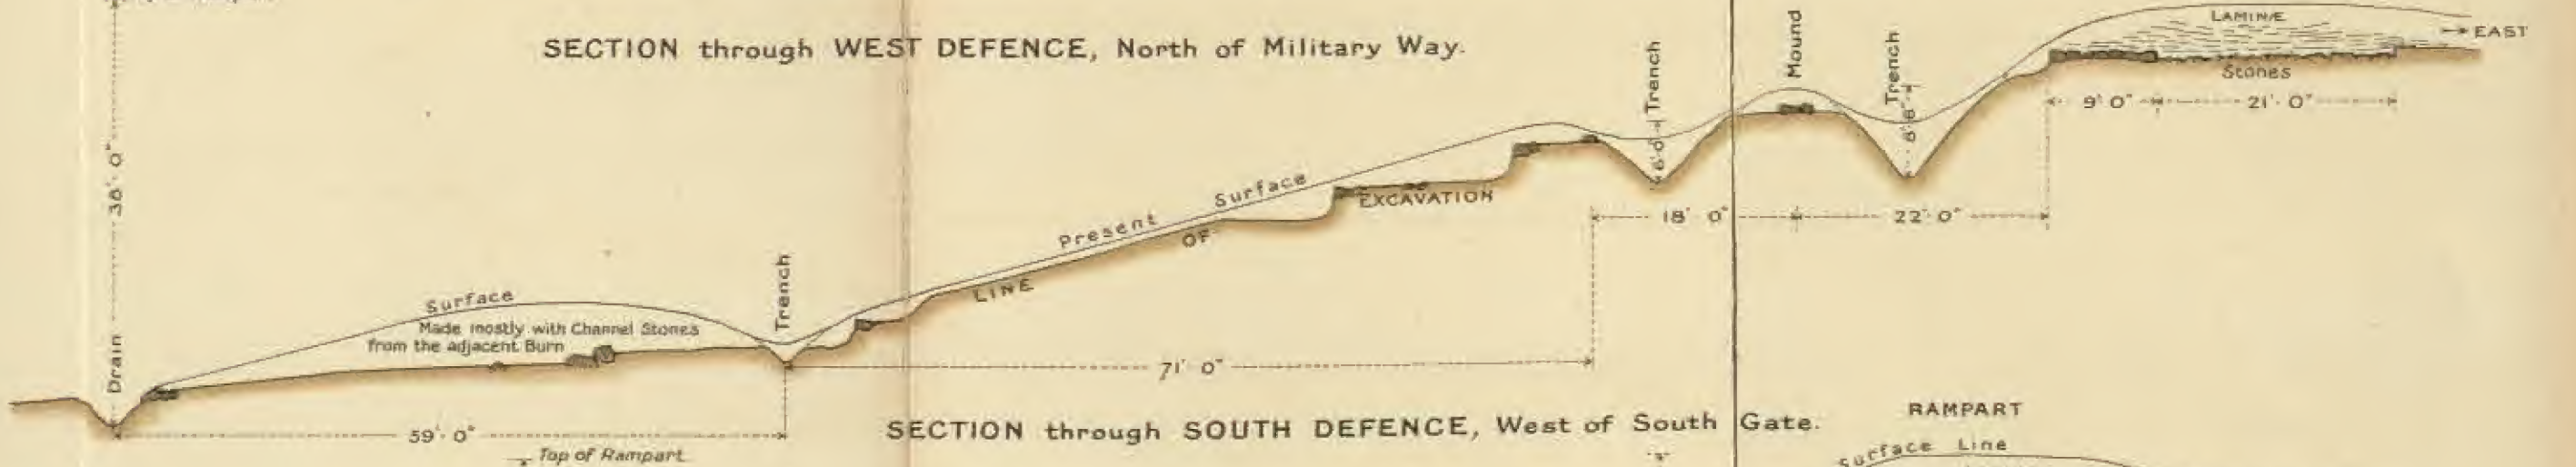 SECTION through WEST DEFENCE, North of Military Way.
LAMINÆ
EAST
Stones
9' 0"
21' 0"
Trench
Mound
Trench
6' 0"
6' 8"
38' 0"
Surface
EXCAVATION
18' 0"
22' 0"
Present
OF
LINE
Trench
Surface
Made mostly with Channel Stones
from the adjacent Burn
Drain
71' 0"
59' 0"
SECTION through SOUTH DEFENCE, West of South Gate.
RAMPART
Surface Line
Top of Rampart